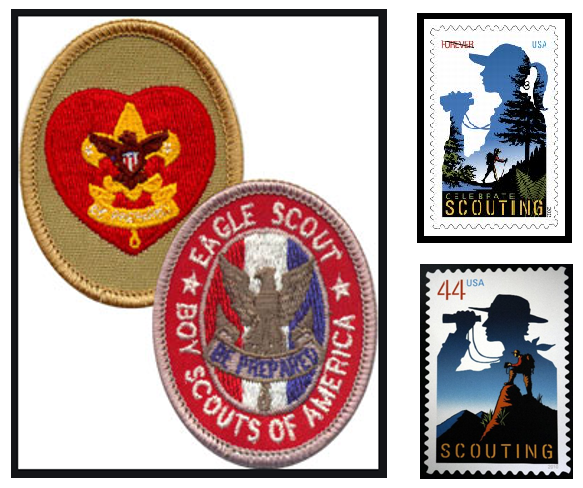 EAGLE SCOUT
BE PREPARED
BOY SCOUTS OF AMERICA
FOREVER USA
CELEBRATE
SCOUTING
44 USA
SCOUTING